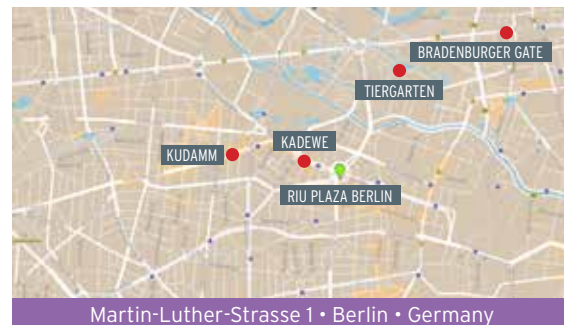 BRADENBURGER GATE
TIERGARTEN
KADEWE
KUDAMM
RIU PLAZA BERLIN
Martin-Luther-Strasse 1 • Berlin • Germany